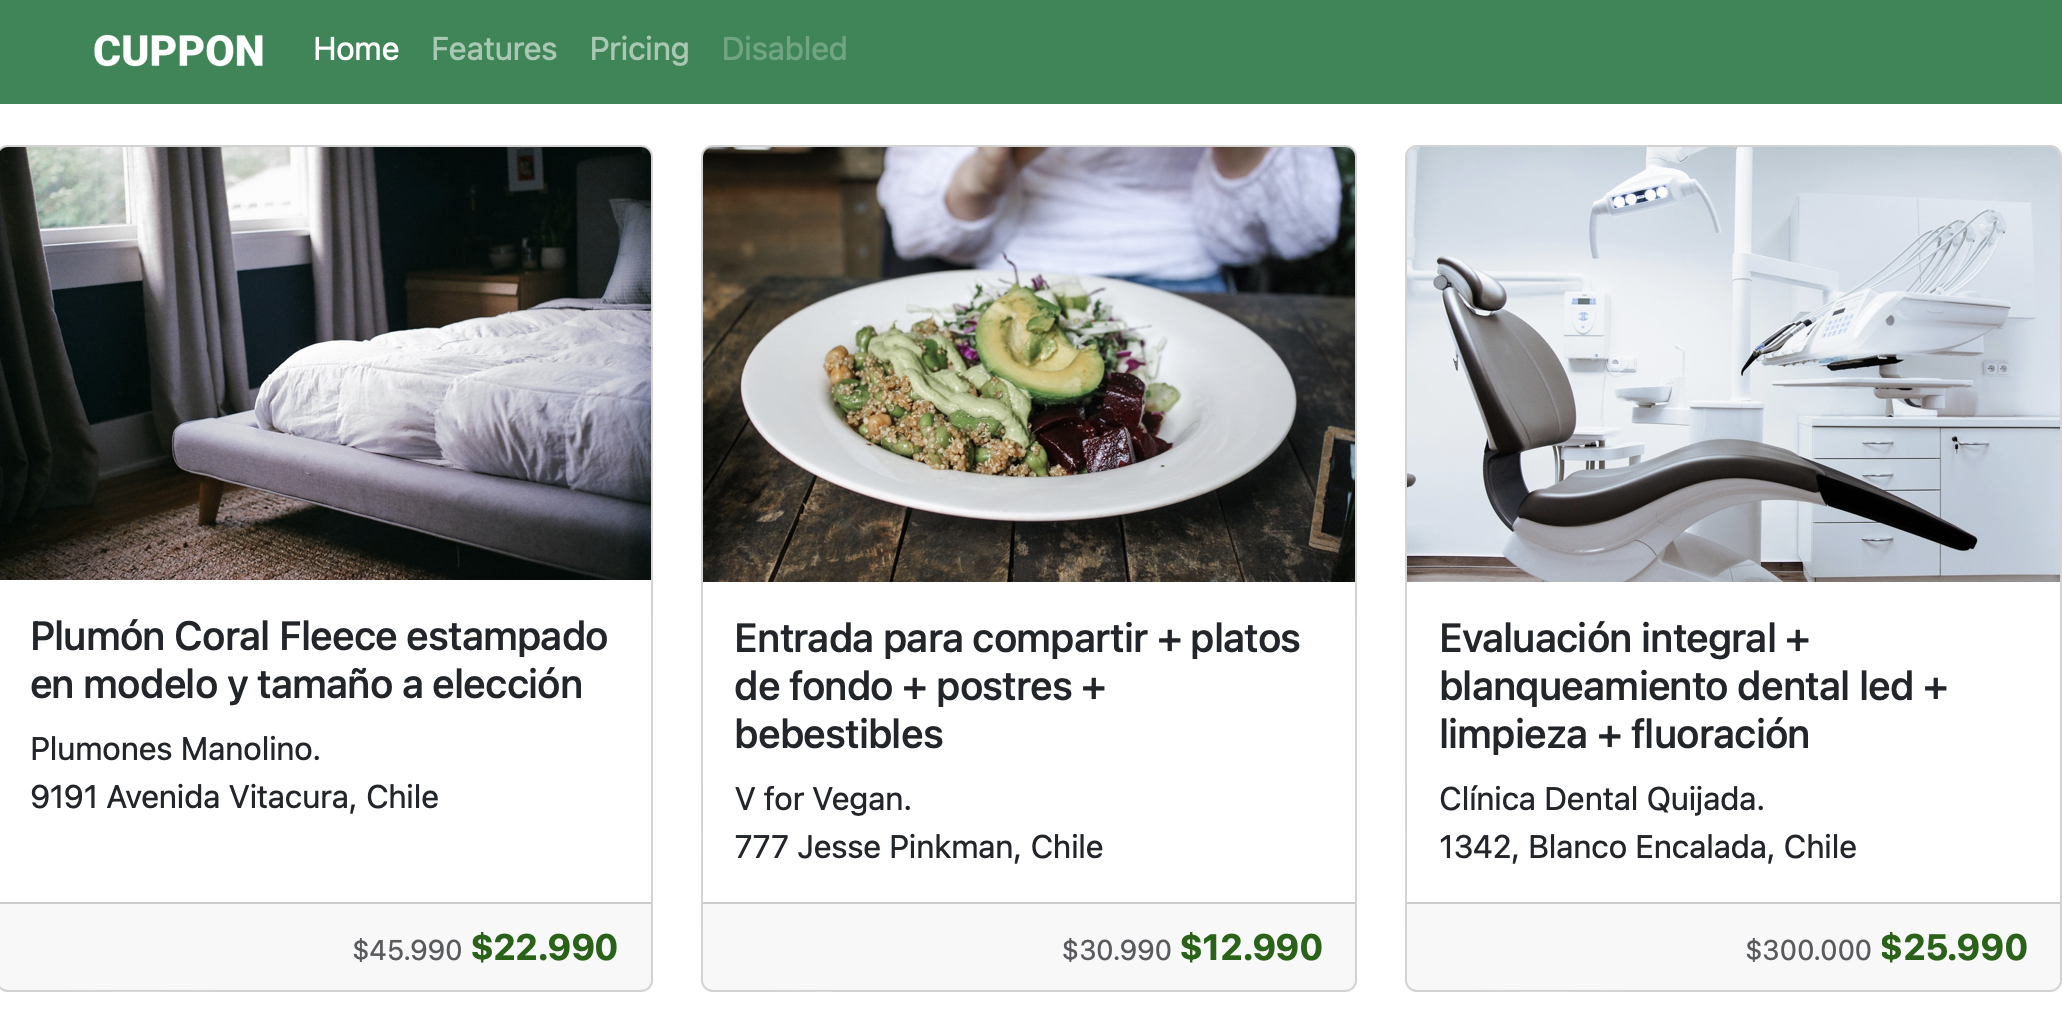 CUPPON Home Features Pricing Disabled
Plumón Coral Fleece estampado
en modelo y tamaño a elección
Plumones Manolino.
9191 Avenida Vitacura, Chile
$45.990 $22.990
Entrada para compartir + platos
de fondo + postres +
bebestibles
V for Vegan.
777 Jesse Pinkman, Chile
$30.990 $12.990
Evaluación integral +
blanqueamiento dental led +
limpieza + fluoración
Clínica Dental Quijada.
1342, Blanco Encalada, Chile
$300.000 $25.990